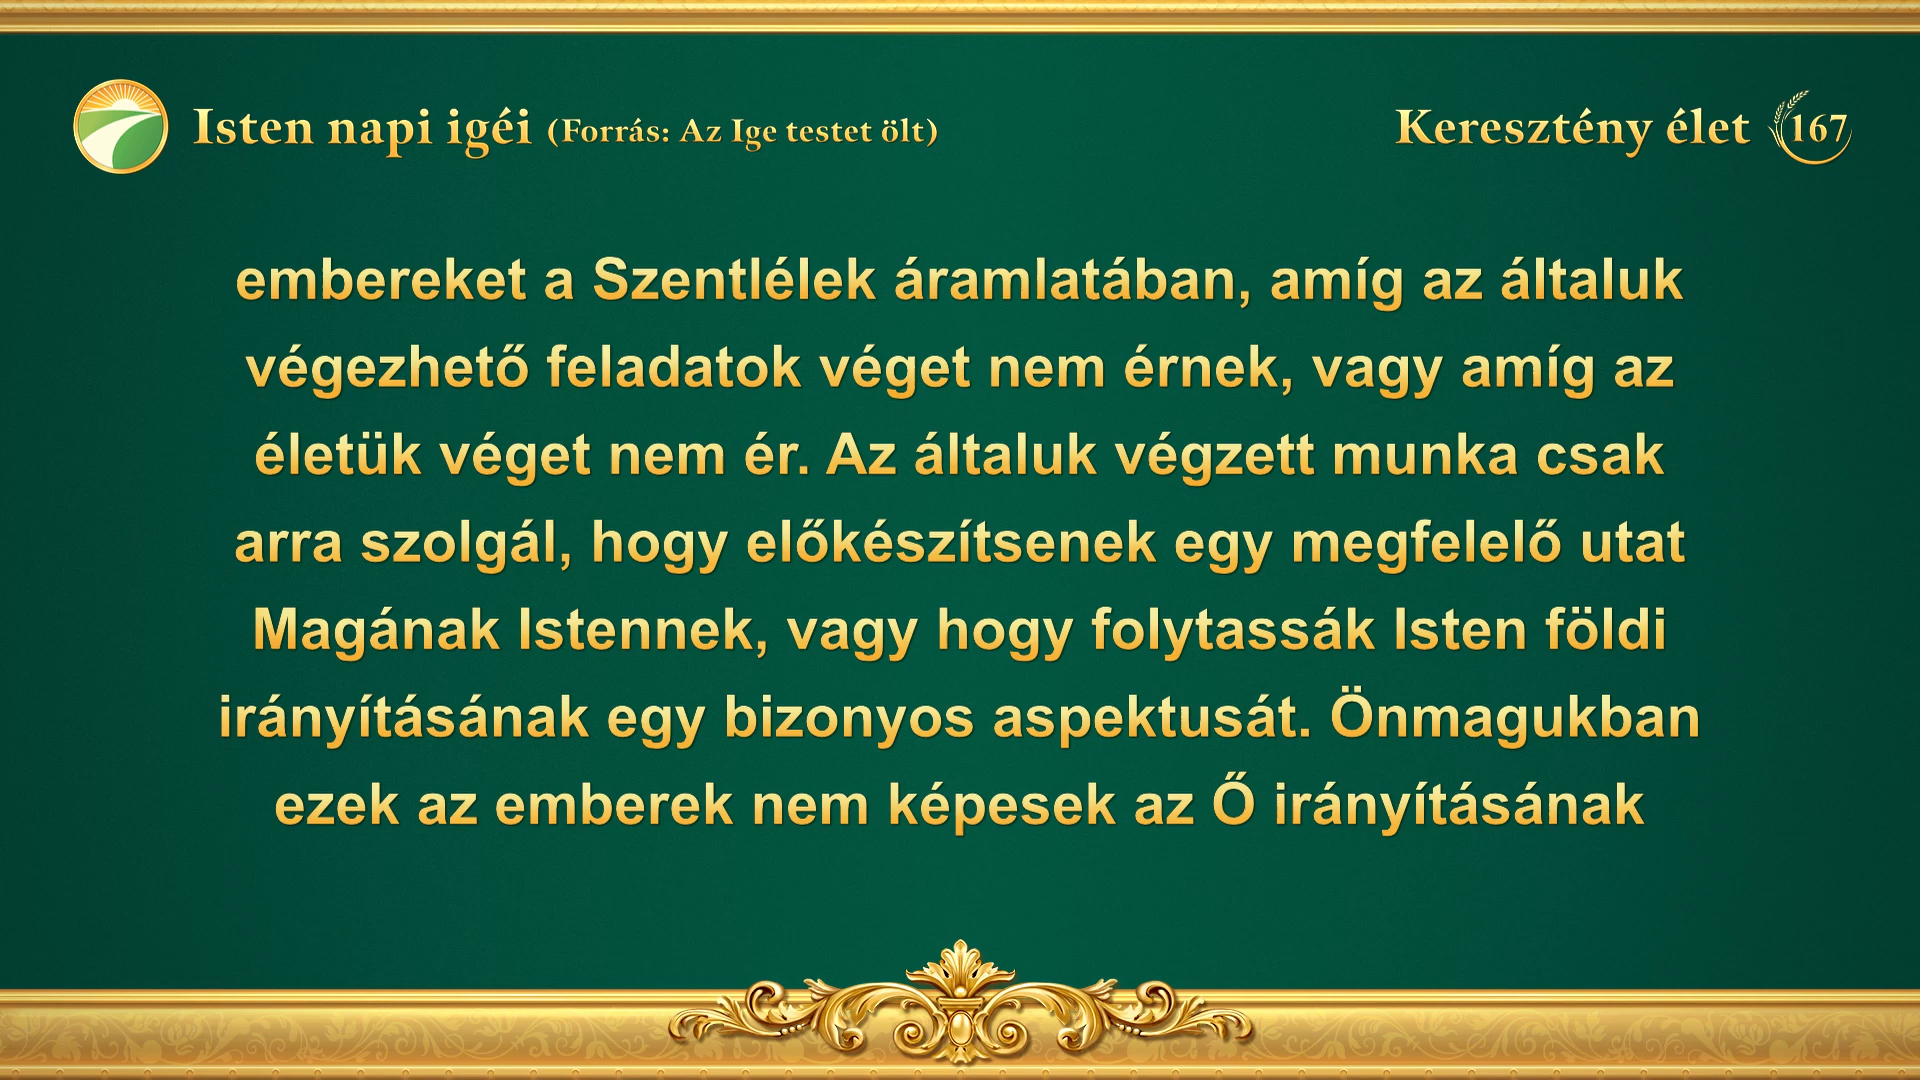 Isten napi igéi (Forrás: Az Ige testet ölt)
Keresztény élet 167
embereket a Szentlélek áramlatában, amíg az általuk
végezhető feladatok véget nem érnek, vagy amíg az
életük véget nem ér. Az általuk végzett munka csak
arra szolgál, hogy előkészítsenek egy megfelelő utat
Magának Istennek, vagy hogy folytassák Isten földi
irányításának egy bizonyos aspektusát. Önmagukban
ezek az emberek nem képesek az Ő irányításának